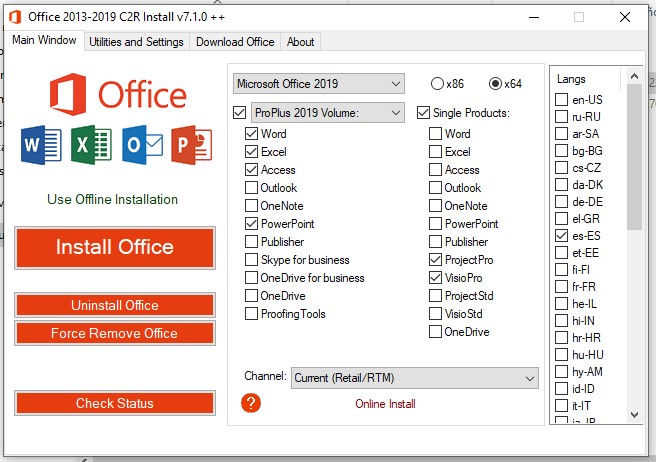 Office 2013-2019 C2R Install v7.1.0 ++
Main Window
Utilities and Settings
Download Office
About
Office
W X O P
Use Offline Installation
Install Office
Uninstall Office
Force Remove Office
Check Status
Microsoft Office 2019
x86
x64
ProPlus 2019 Volume:
Word
Excel
Access
Outlook
OneNote
PowerPoint
Publisher
Skype for business
OneDrive for business
OneDrive
ProofingTools
Single Products:
Word
Excel
Access
Outlook
OneNote
PowerPoint
Publisher
ProjectPro
VisioPro
ProjectStd
VisioStd
OneDrive
Channel:
Current (Retail/RTM)
?
Online Install
Langs
en-US
ru-RU
ar-SA
bg-BG
cs-CZ
da-DK
de-DE
el-GR
es-ES
et-EE
fi-FI
fr-FR
he-IL
hi-IN
hr-HR
hu-HU
hy-AM
id-ID
it-IT